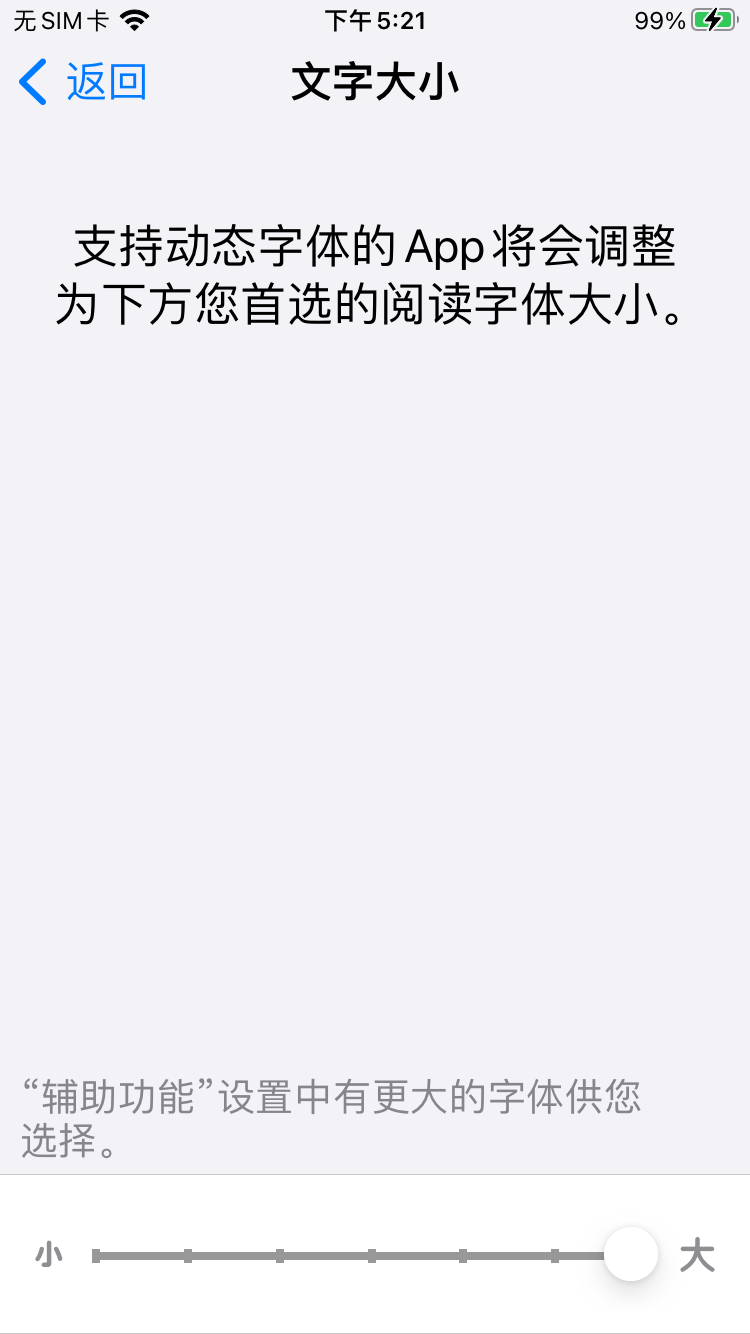 无SIM卡 下午5:21 99%
返回 文字大小
支持动态字体的App将会调整
为下方您首选的阅读字体大小。
“辅助功能”设置中有更大的字体供您
选择。
小 大